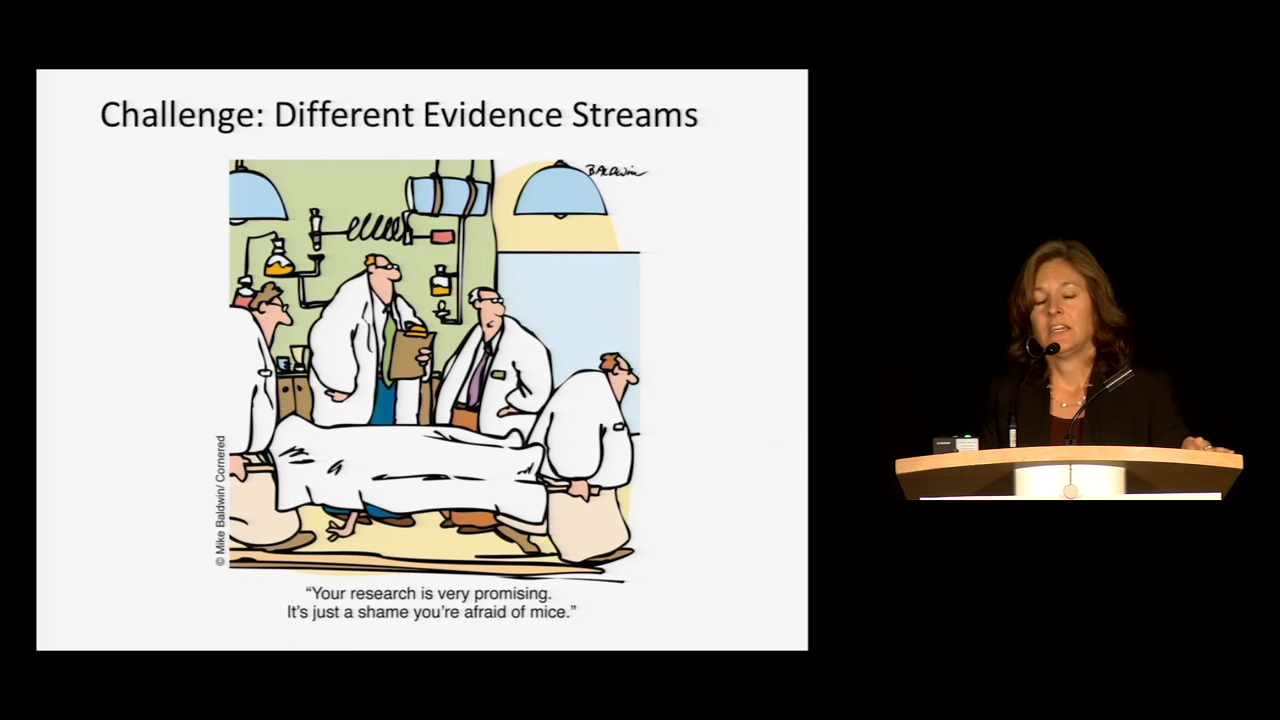 Challenge: Different Evidence Streams
BALDWIN
© Mike Baldwin/ Cornered
“Your research is very promising.
It’s just a shame you’re afraid of mice.”